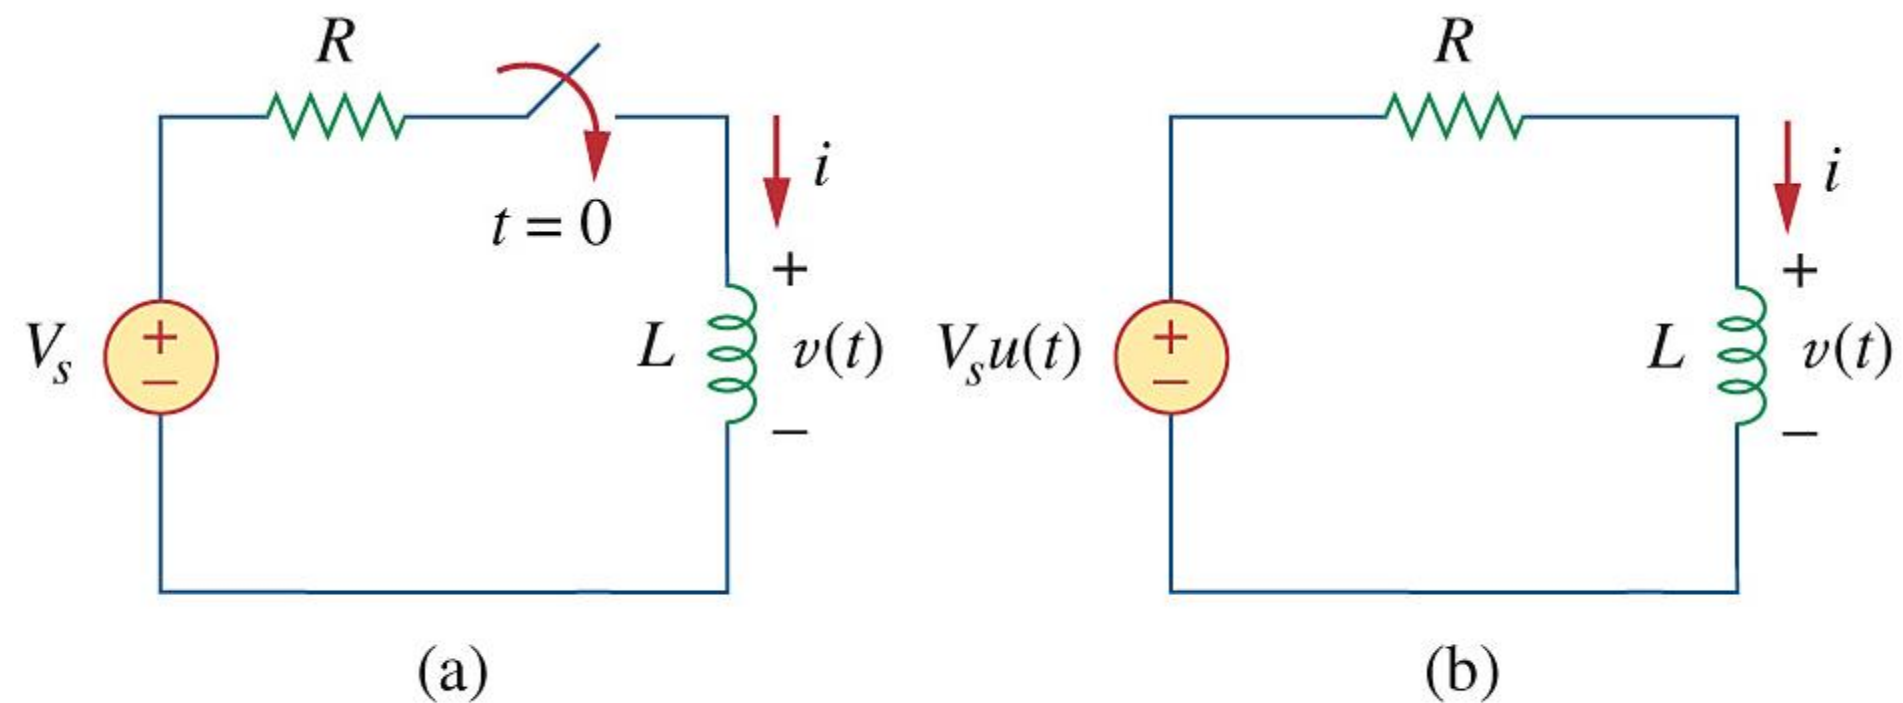 R
t = 0
i
+
V_s
+
−
L
v(t)
−
(a)
R
i
+
V_s u(t)
+
−
L
v(t)
−
(b)